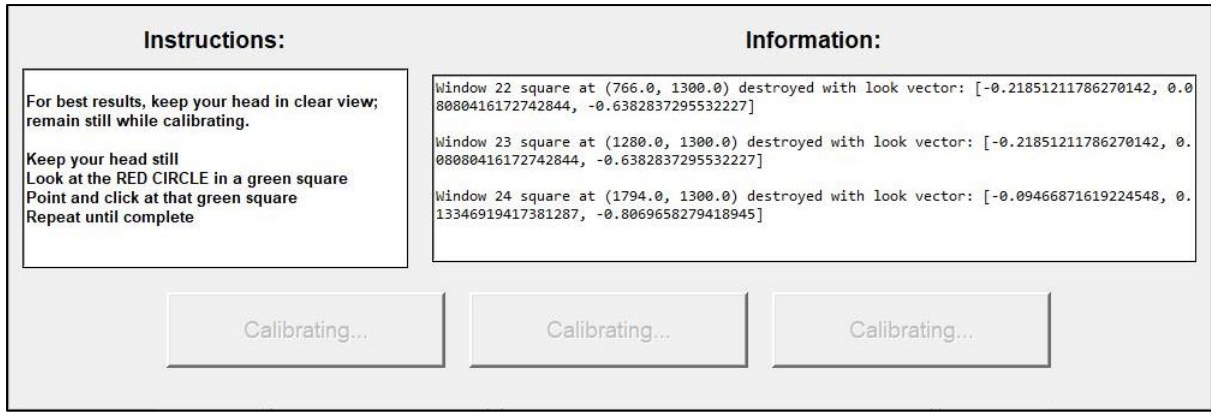 Instructions:
For best results, keep your head in clear view;
remain still while calibrating.
Keep your head still
Look at the RED CIRCLE in a green square
Point and click at that green square
Repeat until complete
Information:
Window 22 square at (766.0, 1300.0) destroyed with look vector: [-0.21851211786270142, 0.0
8080416172742844, -0.6382837295532227]
Window 23 square at (1280.0, 1300.0) destroyed with look vector: [-0.21851211786270142, 0.
08080416172742844, -0.6382837295532227]
Window 24 square at (1794.0, 1300.0) destroyed with look vector: [-0.09466871619224548, 0.
13346919417381287, -0.8069658279418945]
Calibrating...
Calibrating...
Calibrating...